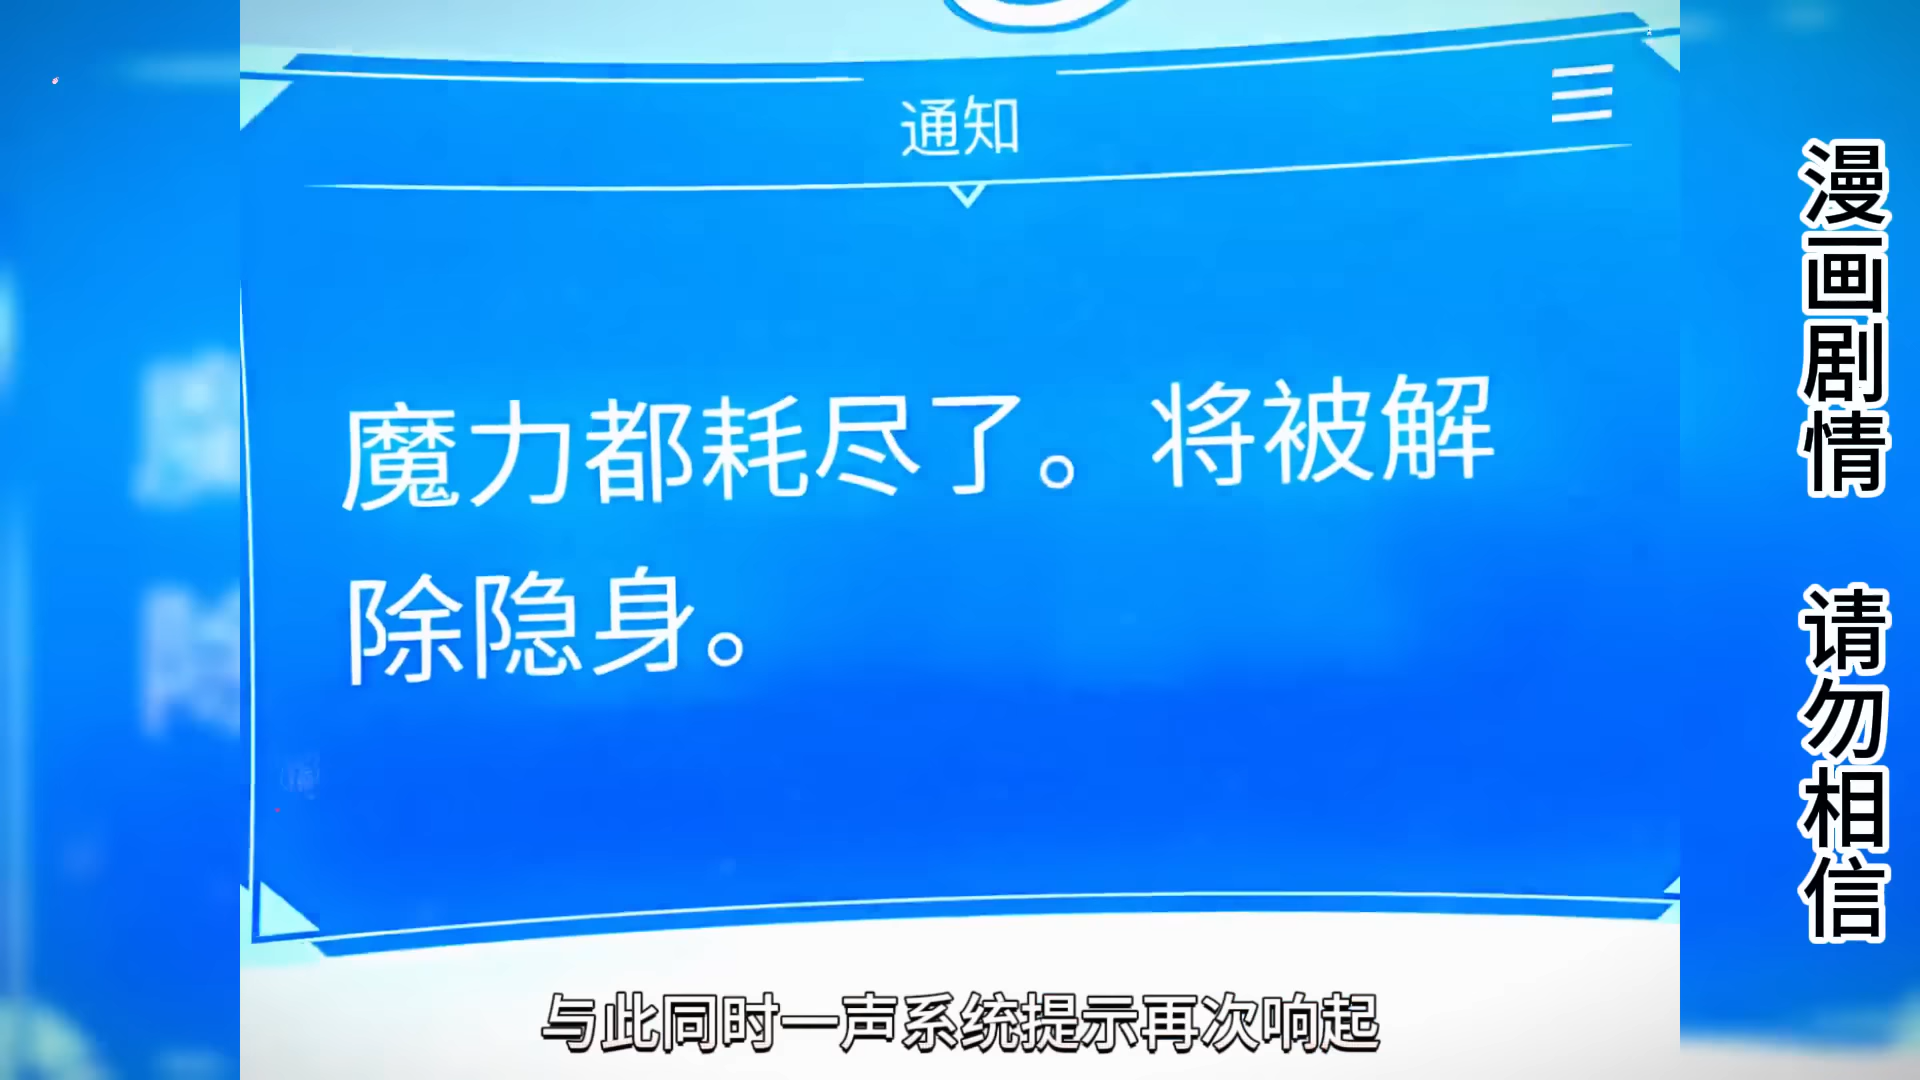 通知
魔力都耗尽了。将被解
除隐身。
与此同时一声系统提示再次响起
漫画剧情 请勿相信